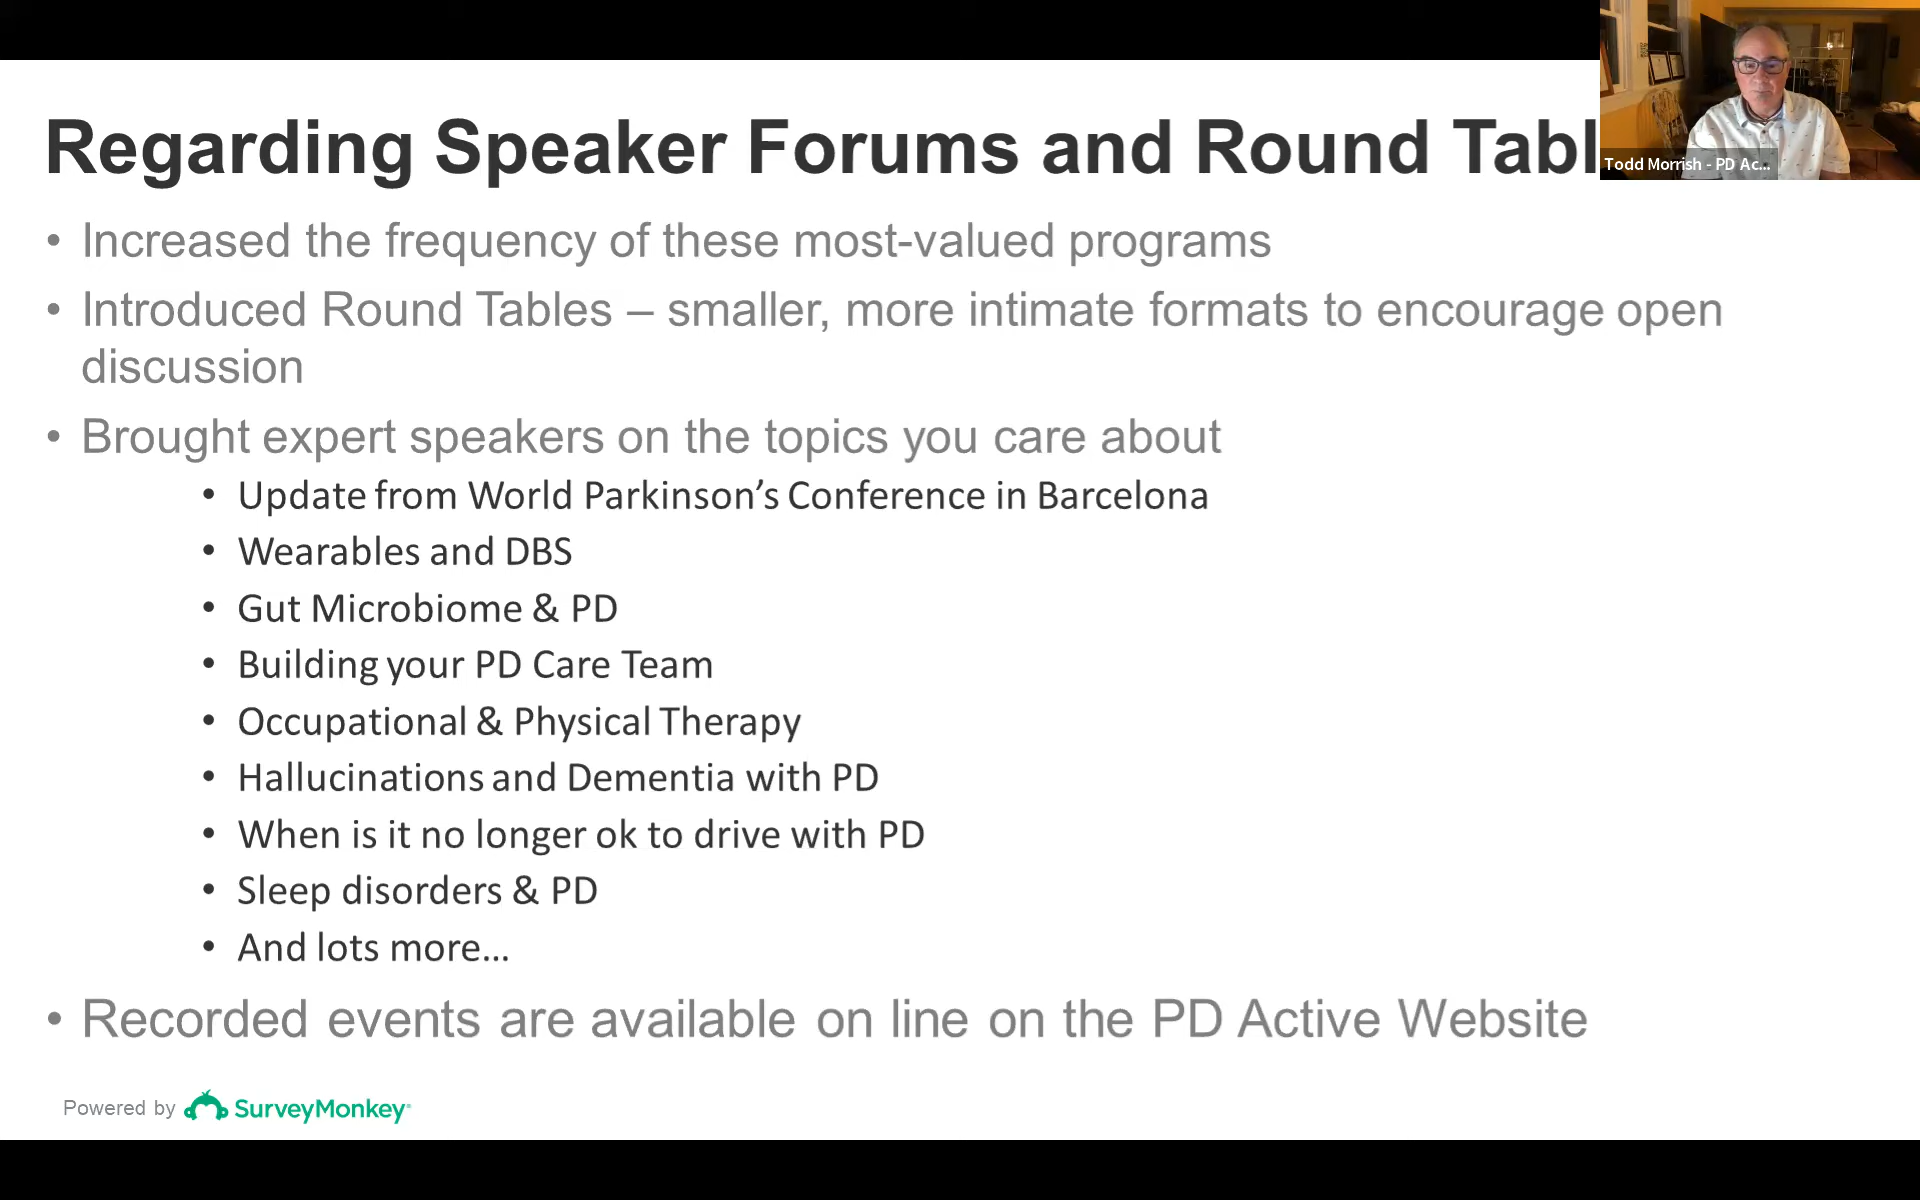 Regarding Speaker Forums and Round Tabl
Todd Morrish - PD Ac...
• Increased the frequency of these most-valued programs
• Introduced Round Tables – smaller, more intimate formats to encourage open
discussion
• Brought expert speakers on the topics you care about
• Update from World Parkinson’s Conference in Barcelona
• Wearables and DBS
• Gut Microbiome & PD
• Building your PD Care Team
• Occupational & Physical Therapy
• Hallucinations and Dementia with PD
• When is it no longer ok to drive with PD
• Sleep disorders & PD
• And lots more…
• Recorded events are available on line on the PD Active Website
Powered by SurveyMonkey®